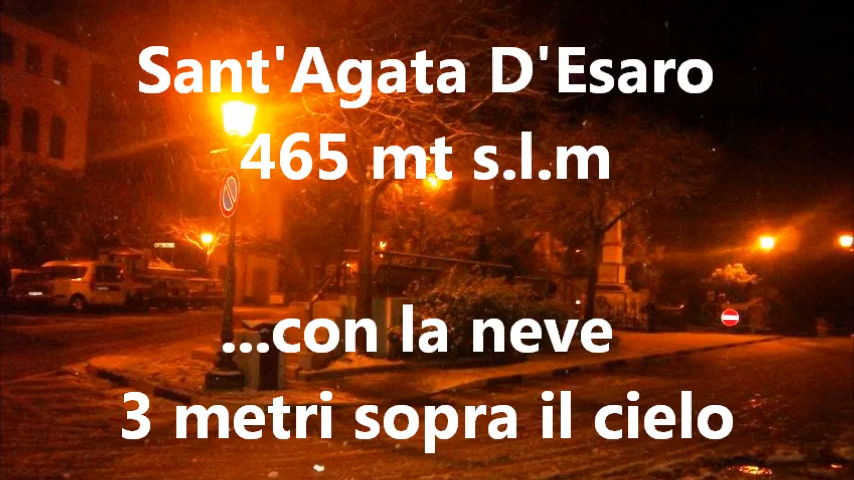 Sant'Agata D'Esaro
465 mt s.l.m
...con la neve
3 metri sopra il cielo